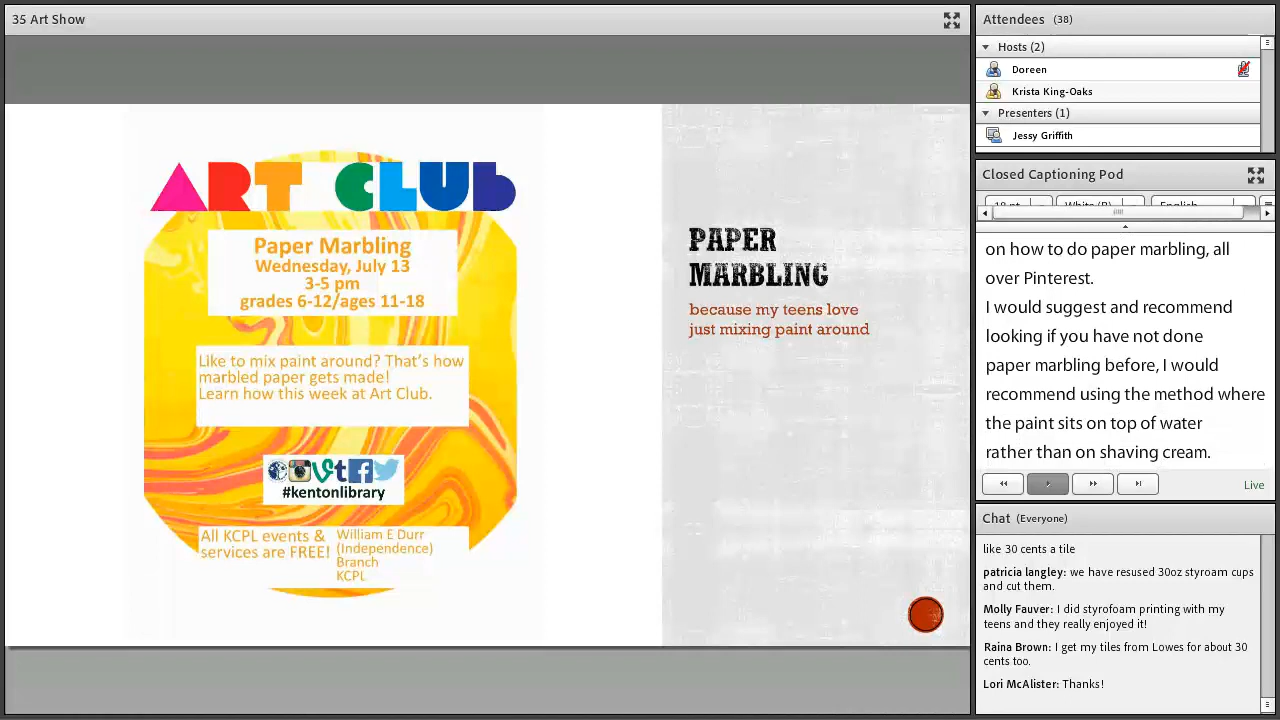 35 Art Show
ART CLUb
Paper Marbling
Wednesday, July 13
3-5 pm
grades 6-12/ages 11-18
Like to mix paint around? That's how
marbled paper gets made!
Learn how this week at Art Club.
#kentonlibrary
All KCPL events &
services are FREE!
William E Durr
(Independence)
Branch
KCPL
PAPER
MARBLING
because my teens love
just mixing paint around
Attendees (38)
Hosts (2)
Doreen
Krista King-Oaks
Presenters (1)
Jessy Griffith
Closed Captioning Pod
English
on how to do paper marbling, all
over Pinterest.
I would suggest and recommend
looking if you have not done
paper marbling before, I would
recommend using the method where
the paint sits on top of water
rather than on shaving cream.
Live
Chat (Everyone)
like 30 cents a tile
patricia langley: we have resused 30oz styroam cups
and cut them.
Molly Fauver: I did styrofoam printing with my
teens and they really enjoyed it!
Raina Brown: I get my tiles from Lowes for about 30
cents too.
Lori McAlister: Thanks!